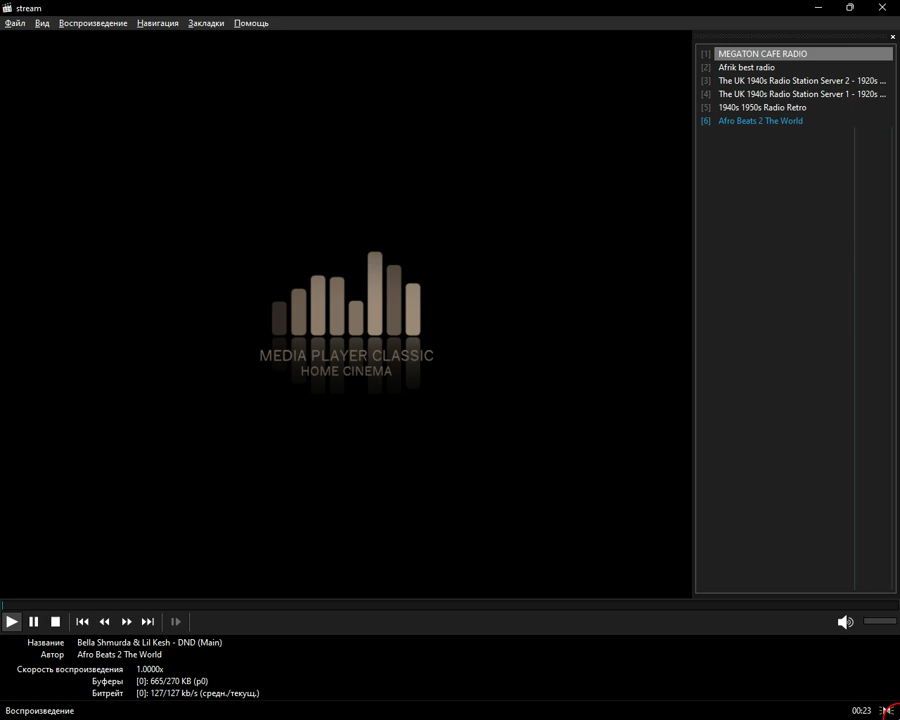 stream
Файл Вид Воспроизведение Навигация Закладки Помощь
[1] MEGATON CAFE RADIO
[2] Afrik best radio
[3] The UK 1940s Radio Station Server 2 - 1920s ...
[4] The UK 1940s Radio Station Server 1 - 1920s ...
[5] 1940s 1950s Radio Retro
[6] Afro Beats 2 The World
MEDIA PLAYER CLASSIC
HOME CINEMA
Название Bella Shmurda & Lil Kesh - DND (Main)
Автор Afro Beats 2 The World
Скорость воспроизведения 1.0000x
Буферы [0]: 665/270 KB (p0)
Битрейт [0]: 127/127 kb/s (средн./текущ.)
Воспроизведение 00:23